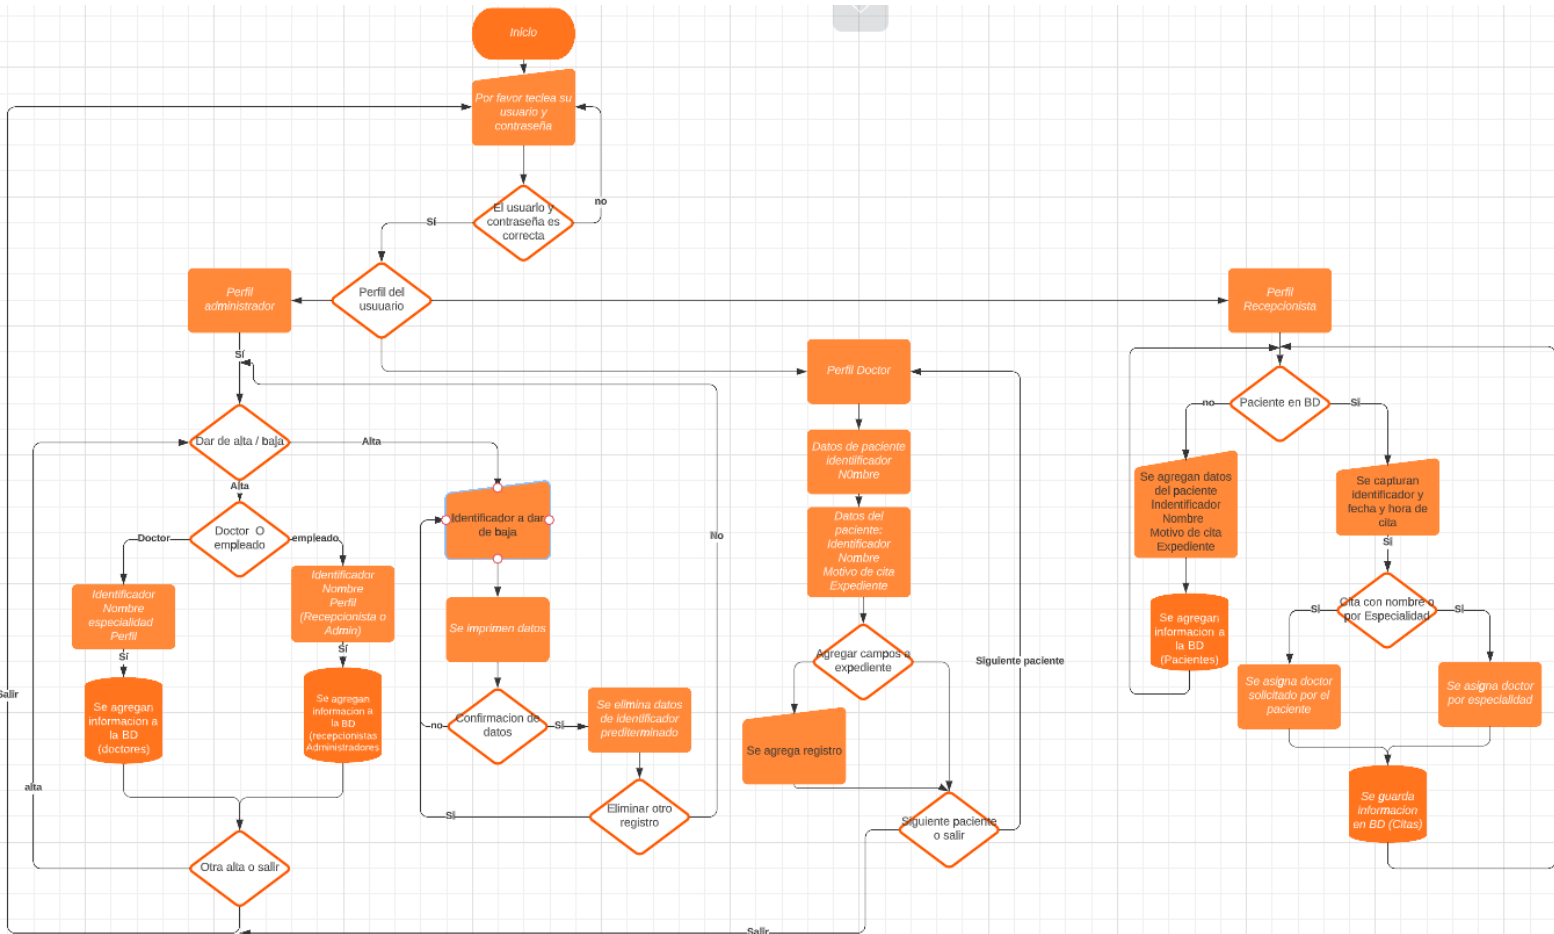 Inicio
Por favor teclea su
usuario y
contraseña
El usuario y
contraseña es
correcta
no
Sí
Perfil del
usuuario
Perfil
administrador
Sí
Dar de alta / baja
Alta
Alta
Doctor O
empleado
Doctor
empleado
Identificador
Nombre
especialidad
Perfil
Sí
Se agregan
informacion a
la BD
(doctores)
Identificador
Nombre
Perfil
(Recepcionista o
Admin)
Sí
Se agregan
informacion a
la BD
(recepcionistas
Administradores
Otra alta o salir
alta
Salir
Identificador a dar
de baja
Se imprimen datos
Confirmacion de
datos
no
Sí
Se elimina datos
de identificador
prediterminado
Eliminar otro
registro
Sí
No
Perfil Doctor
Datos de paciente
identiificador
N0mbre
Datos del
paciente:
Identificador
Nombre
Motivo de cita
Expediente
Agregar campos a
expediente
Se agrega registro
Siguiente paciente
o salir
Siguiente paciente
Salir
Perfil
Recepcionista
Paciente en BD
no
Sí
Se agregan datos
del paciente
Indentificador
Nombre
Motivo de cita
Expediente
Se agregan
informacion a
la BD
(Pacientes)
Se capturan
identificador y
fecha y hora de
cita
Sí
Cita con nombre o
por Especialidad
Sí
Sí
Se asigna doctor
solicitado por el
paciente
Se asigna doctor
por especialidad
Se guarda
informacion
en BD (Citas)